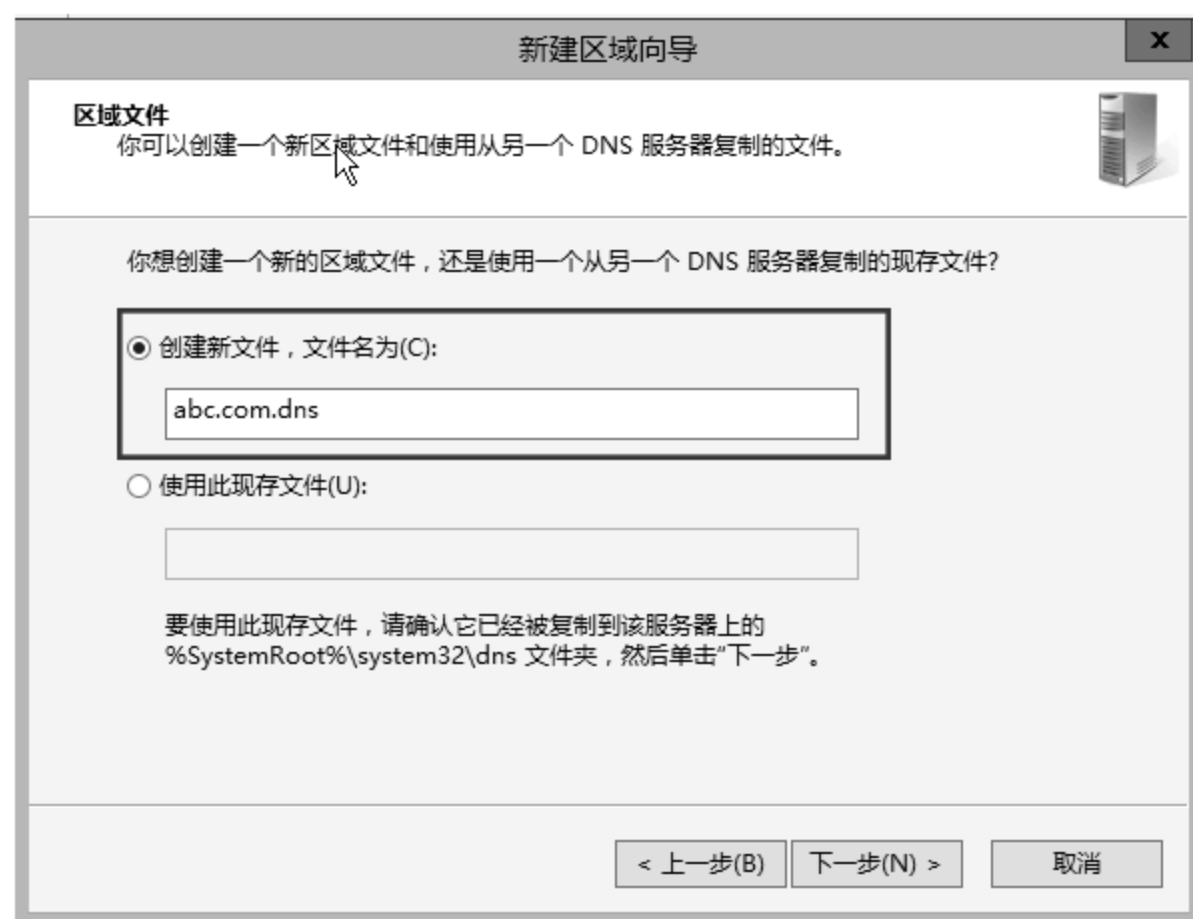 新建区域向导
x
区域文件
你可以创建一个新区域文件和使用从另一个 DNS 服务器复制的文件。
你想创建一个新的区域文件，还是使用一个从另一个 DNS 服务器复制的现存文件?
创建新文件，文件名为(C):
abc.com.dns
使用此现存文件(U):
要使用此现存文件，请确认它已经被复制到该服务器上的
%SystemRoot%\system32\dns 文件夹，然后单击“下一步”。
< 上一步(B) 下一步(N) > 取消